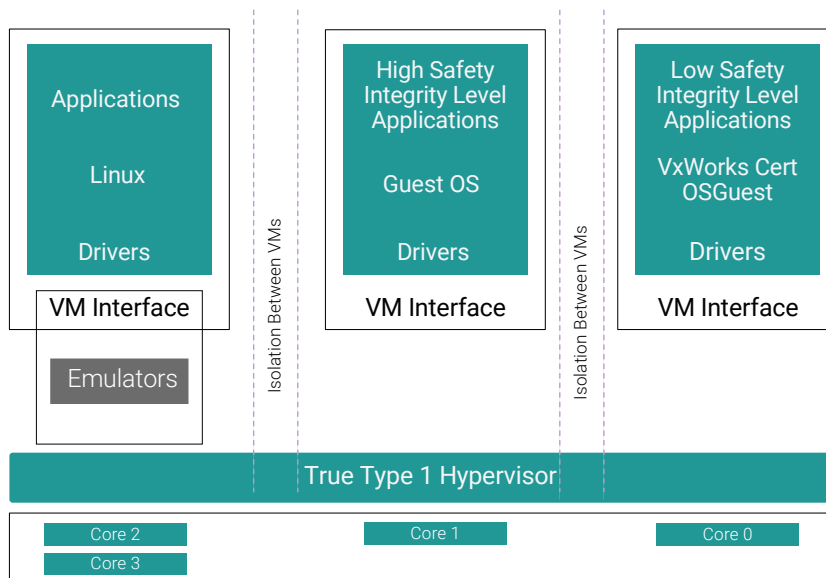 Applications
Linux
Drivers
VM Interface
Emulators
Isolation Between VMs
High Safety
Integrity Level
Applications
Guest OS
Drivers
VM Interface
Isolation Between VMs
Low Safety
Integrity Level
Applications
VxWorks Cert
OSGuest
Drivers
VM Interface
True Type 1 Hypervisor
Core 2
Core 3
Core 1
Core 0